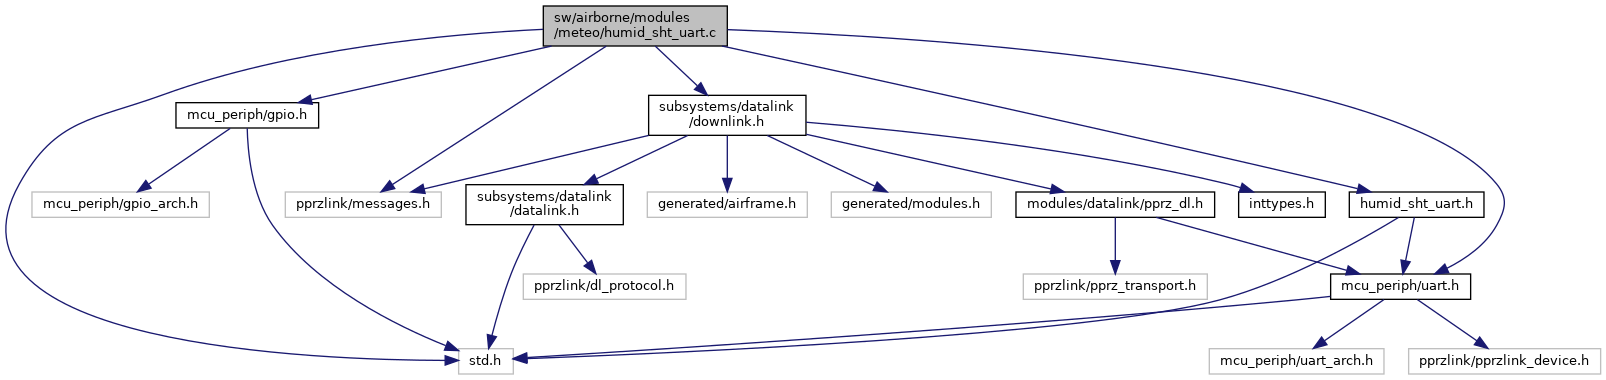 sw/airborne/modules
/meteo/humid_sht_uart.c
mcu_periph/gpio.h
subsystems/datalink
/downlink.h
mcu_periph/gpio_arch.h
pprzlink/messages.h
subsystems/datalink
/datalink.h
generated/airframe.h
generated/modules.h
modules/datalink/pprz_dl.h
inttypes.h
humid_sht_uart.h
pprzlink/dl_protocol.h
pprzlink/pprz_transport.h
mcu_periph/uart.h
std.h
mcu_periph/uart_arch.h
pprzlink/pprzlink_device.h